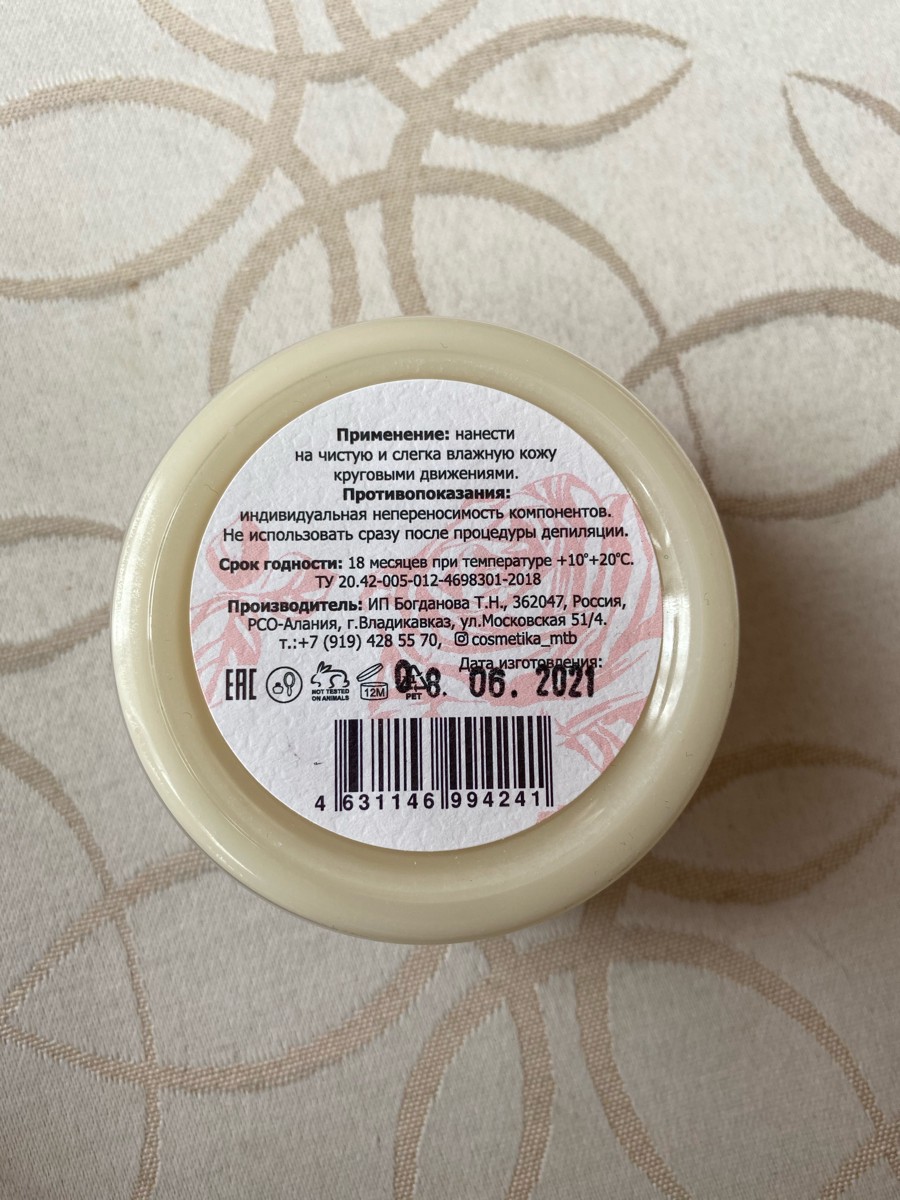 Применение: нанести
на чистую и слегка влажную кожу
круговыми движениями.
Противопоказания:
индивидуальная непереносимость компонентов.
Не использовать сразу после процедуры депиляции.
Срок годности: 18 месяцев при температуре +10°+20°С.
ТУ 20.42-005-012-4698301-2018
Производитель: ИП Богданова Т.Н., 362047, Россия,
РСО-Алания, г.Владикавказ, ул.Московская 51/4.
т.:+7 (919) 428 55 70, cosmetika_mtb
Дата изготовления:
08. 06. 2021
EAC
NOT TESTED
ON ANIMALS
12M
PET
4 631146 994241